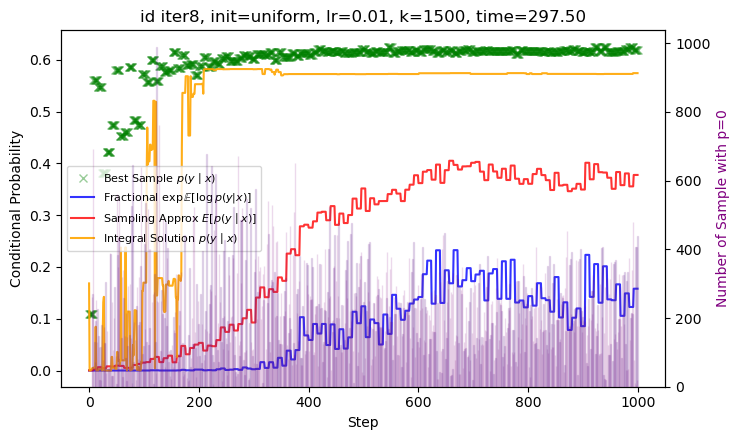 id iter8, init=uniform, lr=0.01, k=1500, time=297.50
Conditional Probability
0.6
0.5
0.4
0.3
0.2
0.1
0.0
Best Sample p(y | x)
Fractional exp 𝔼[log p(y|x)]
Sampling Approx E[p(y | x)]
Integral Solution p(y | x)
1000
800
600
400
200
0
Number of Sample with p=0
0 200 400 600 800 1000
Step